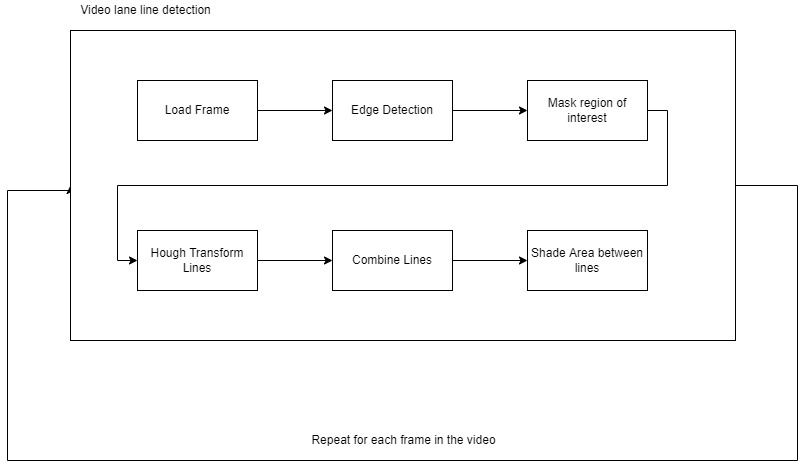 Video lane line detection
Load Frame
Edge Detection
Mask region of
interest
Hough Transform
Lines
Combine Lines
Shade Area between
lines
Repeat for each frame in the video